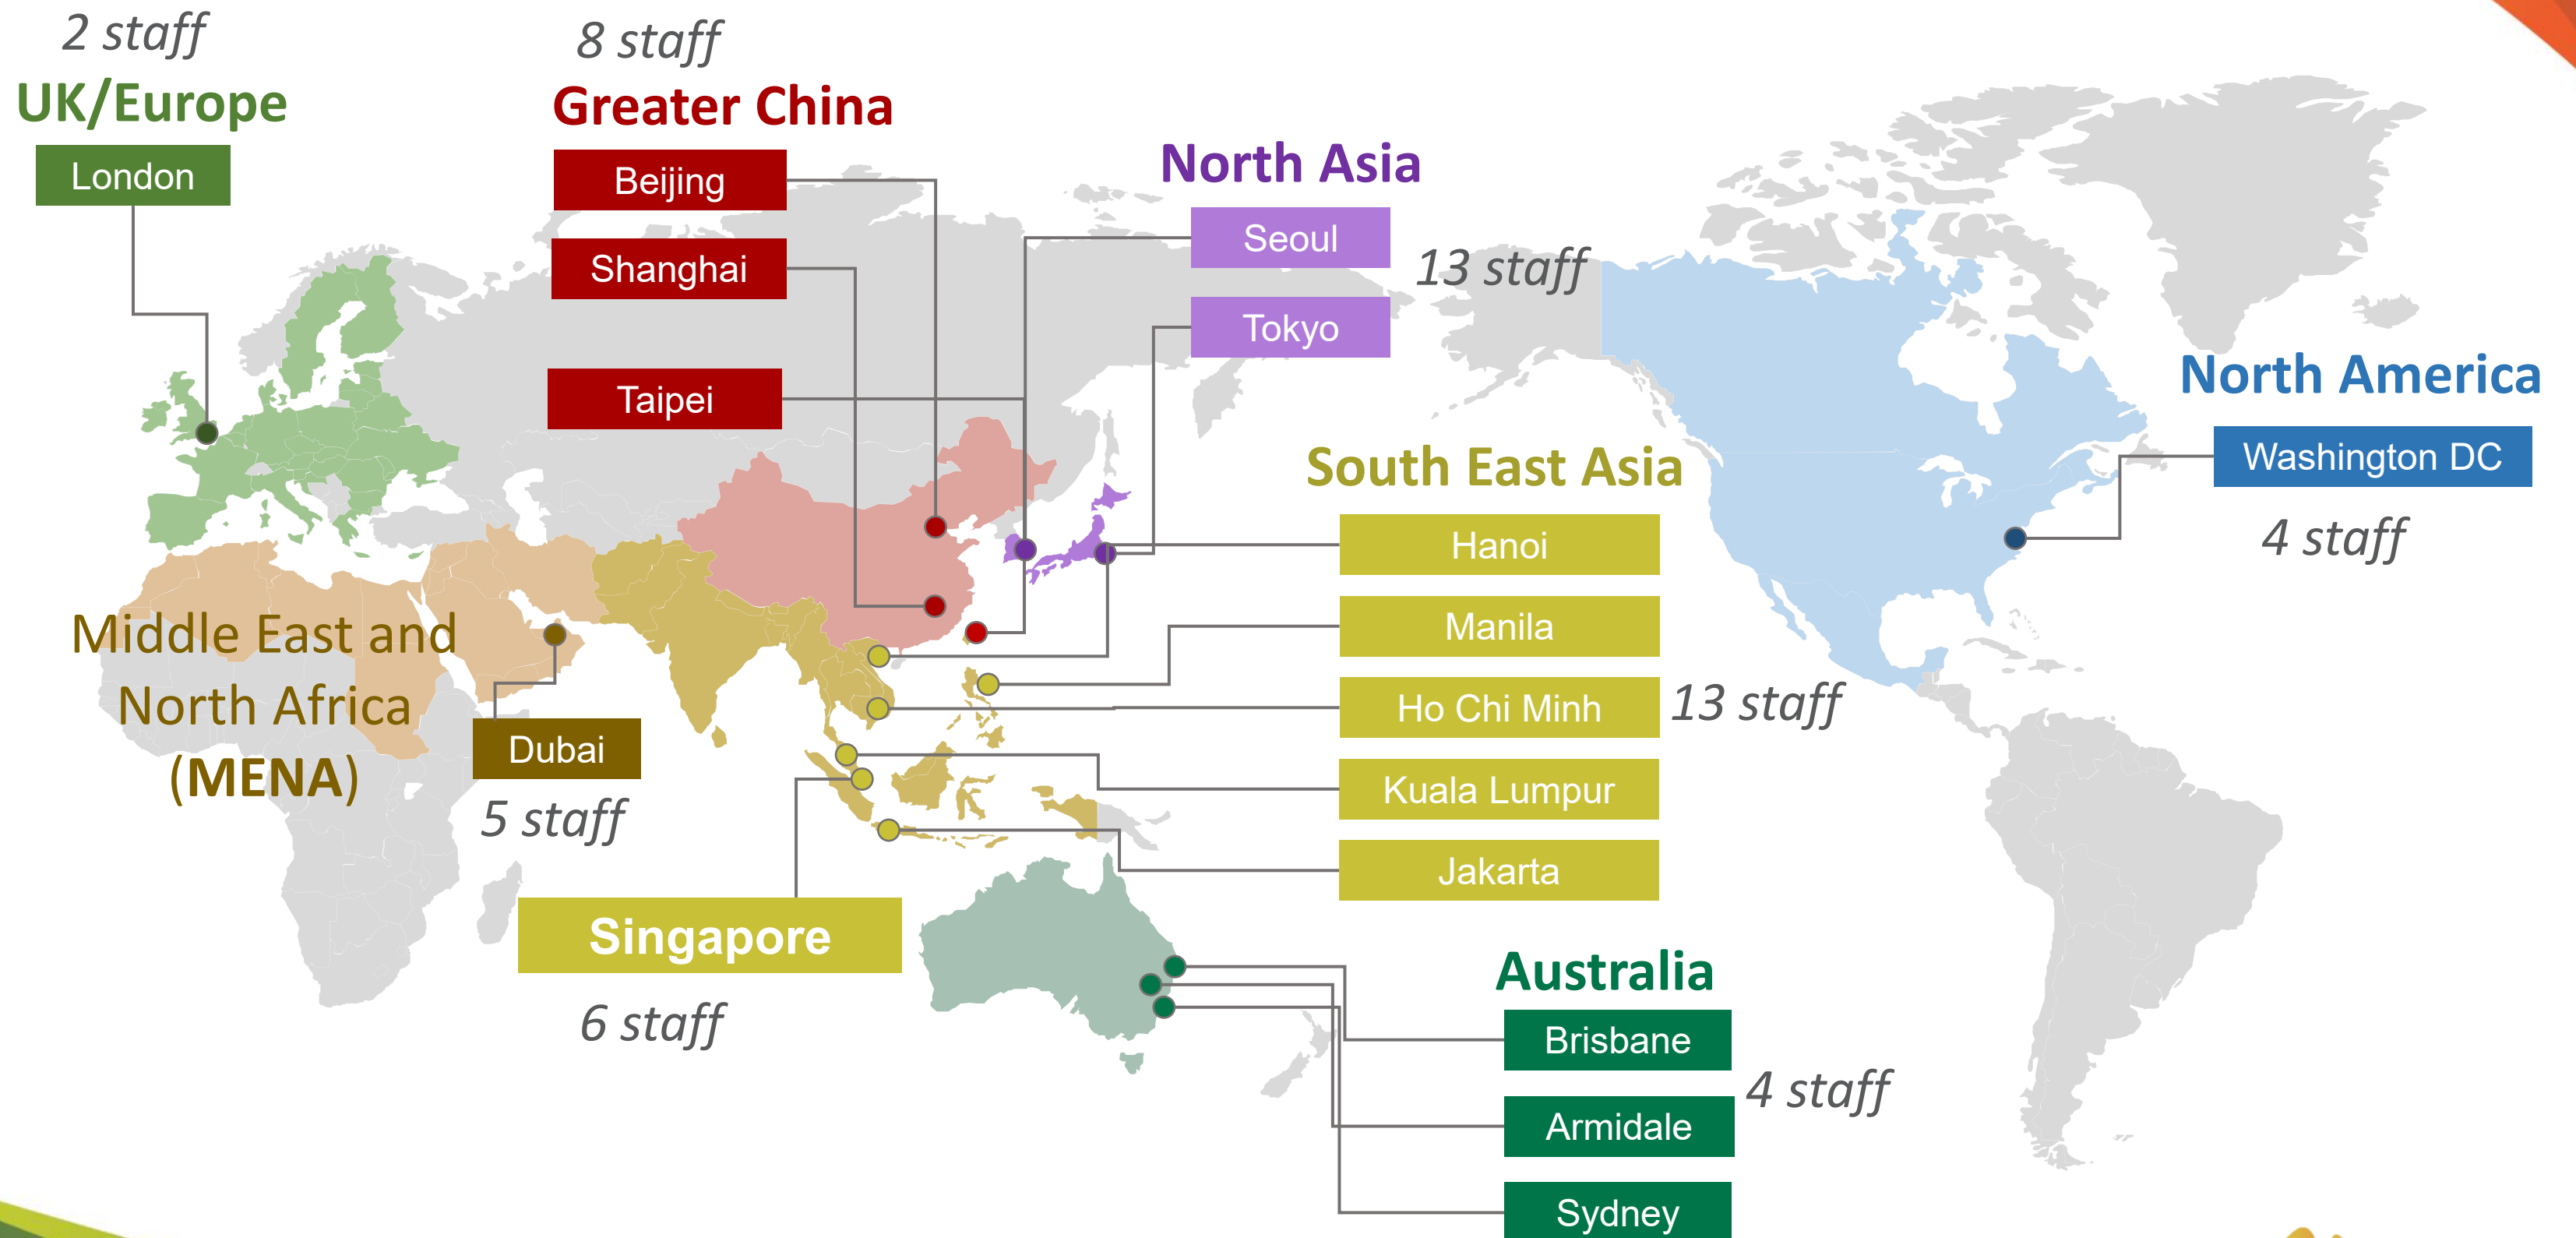 2 staff
UK/Europe
London
8 staff
Greater China
Beijing
Shanghai
Taipei
North Asia
Seoul
Tokyo
13 staff
North America
Washington DC
4 staff
South East Asia
Hanoi
Manila
Ho Chi Minh
Kuala Lumpur
Jakarta
13 staff
Middle East and
North Africa
(MENA)
Dubai
5 staff
Singapore
6 staff
Australia
Brisbane
Armidale
Sydney
4 staff